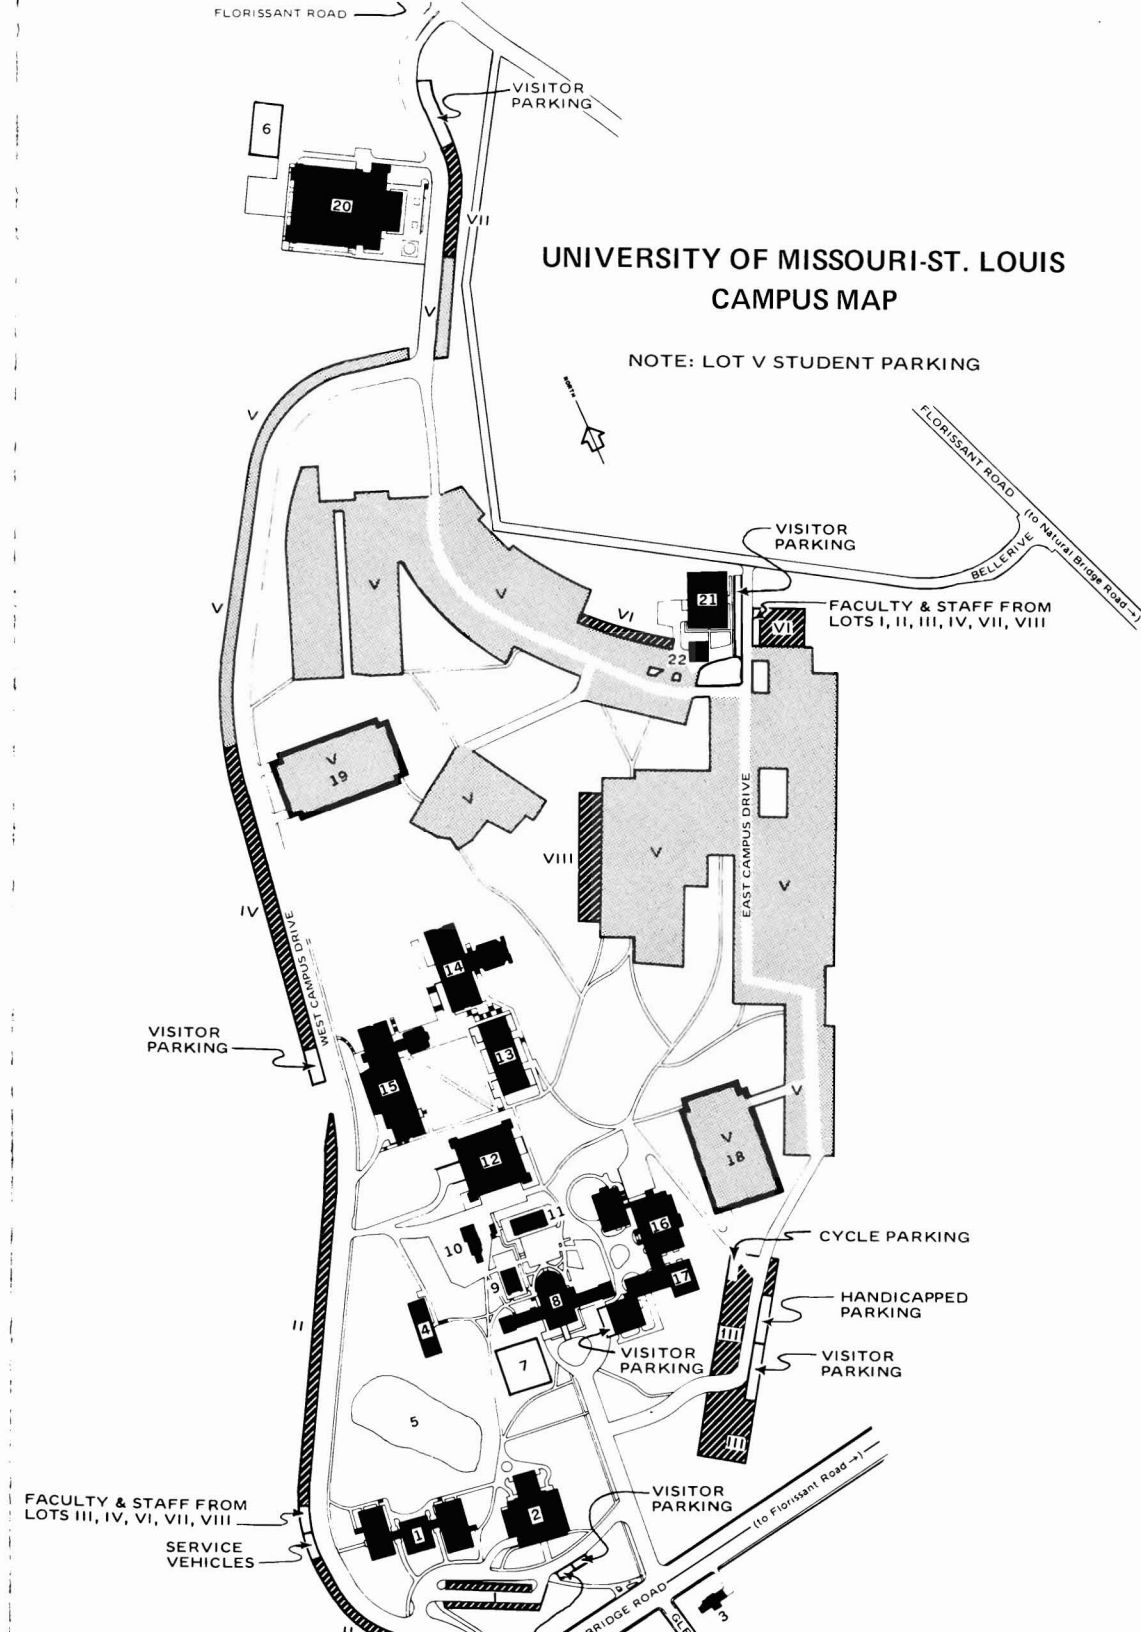 FLORISSANT ROAD
VISITOR
PARKING
6
20
VII
UNIVERSITY OF MISSOURI-ST. LOUIS
CAMPUS MAP
V
NOTE: LOT V STUDENT PARKING
NORTH
V
FLORISSANT ROAD
(to Natural Bridge Road→)
BELLERIVE
VISITOR
PARKING
V
V
V
21
FACULTY & STAFF FROM
LOTS I, II, III, IV, VII, VIII
VI
VI
22
V
19
V
EAST CAMPUS DRIVE
VIII
V
V
IV
WEST CAMPUS DRIVE
14
VISITOR
PARKING
13
15
V
V
18
12
11
16
10
CYCLE PARKING
17
9
8
HANDICAPPED
PARKING
II
4
III
VISITOR
PARKING
VISITOR
PARKING
7
5
III
(to Florissant Road→)
VISITOR
PARKING
FACULTY & STAFF FROM
LOTS III, IV, VI, VII, VIII
2
1
SERVICE
VEHICLES
I
BRIDGE ROAD
3
GLE
II